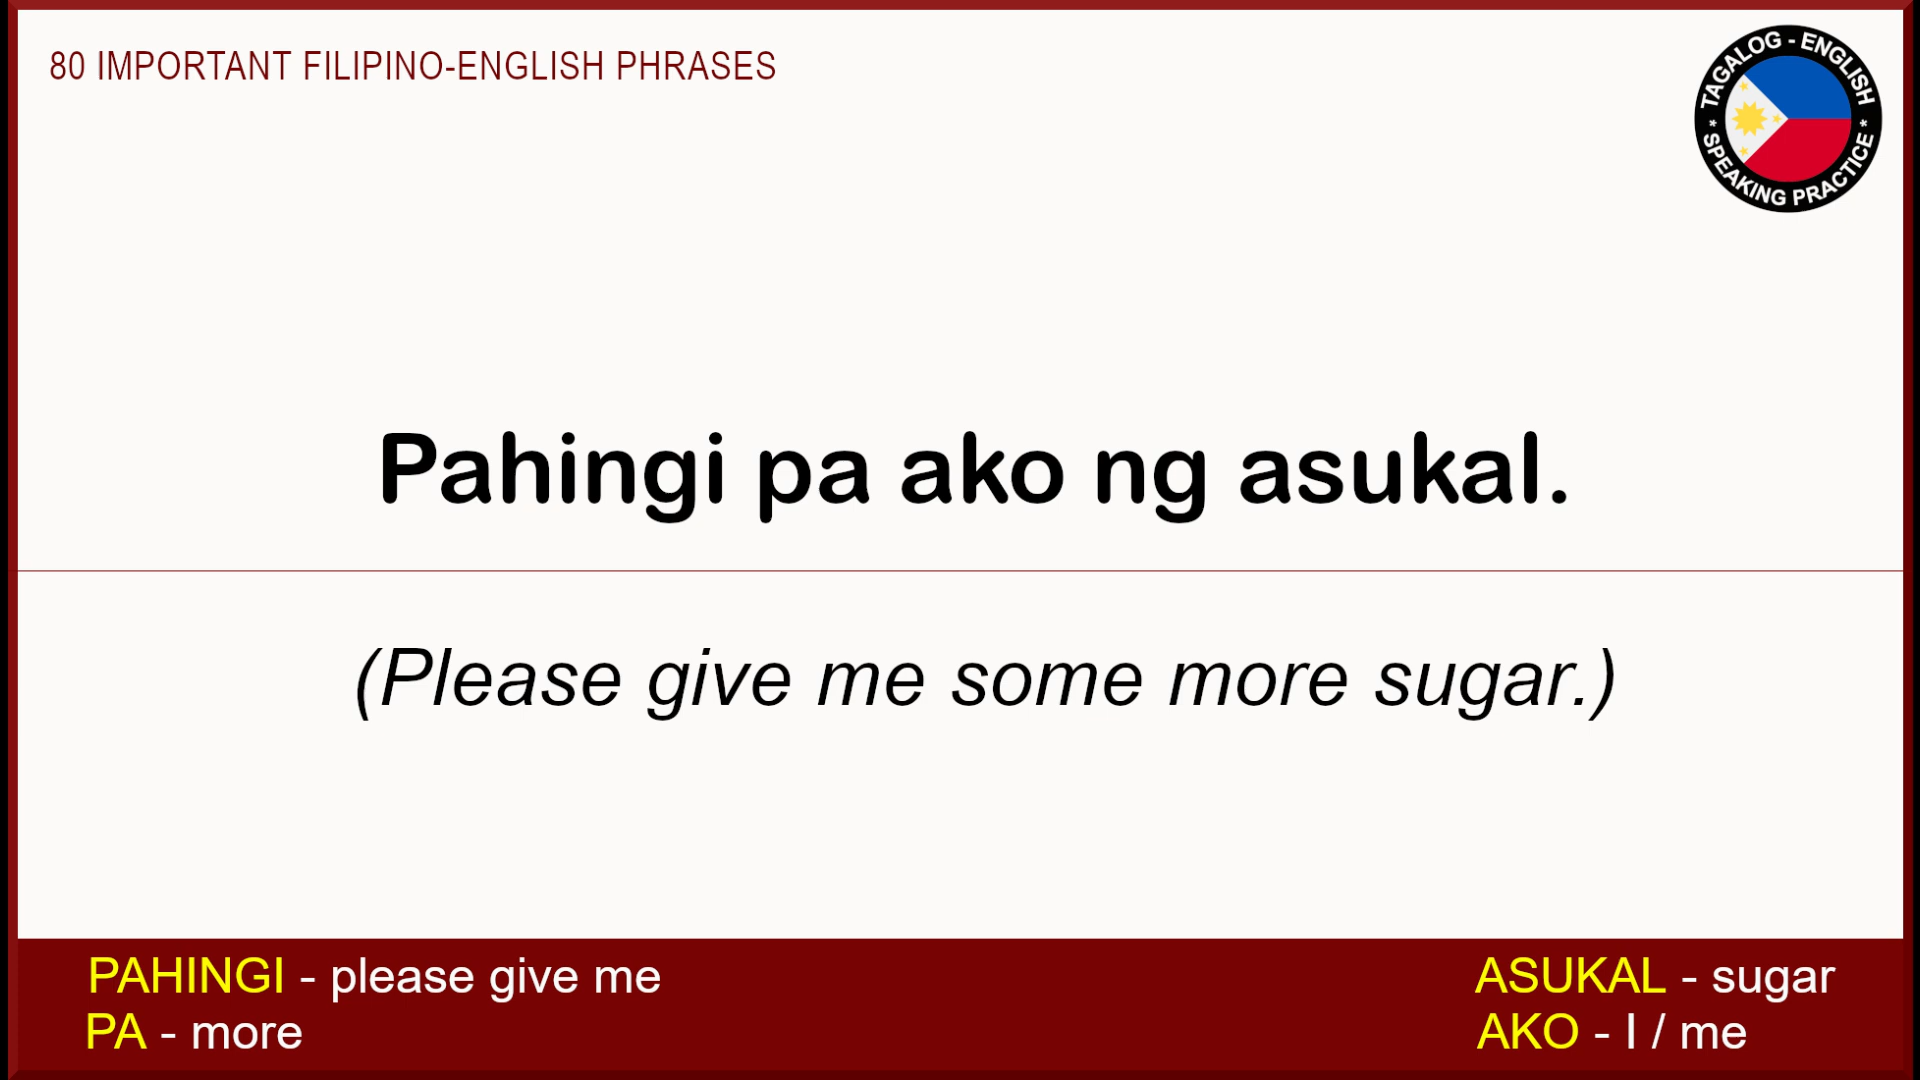 80 IMPORTANT FILIPINO-ENGLISH PHRASES
TAGALOG - ENGLISH
* SPEAKING PRACTICE *
Pahingi pa ako ng asukal.
(Please give me some more sugar.)
PAHINGI - please give me
PA - more
ASUKAL - sugar
AKO - I / me